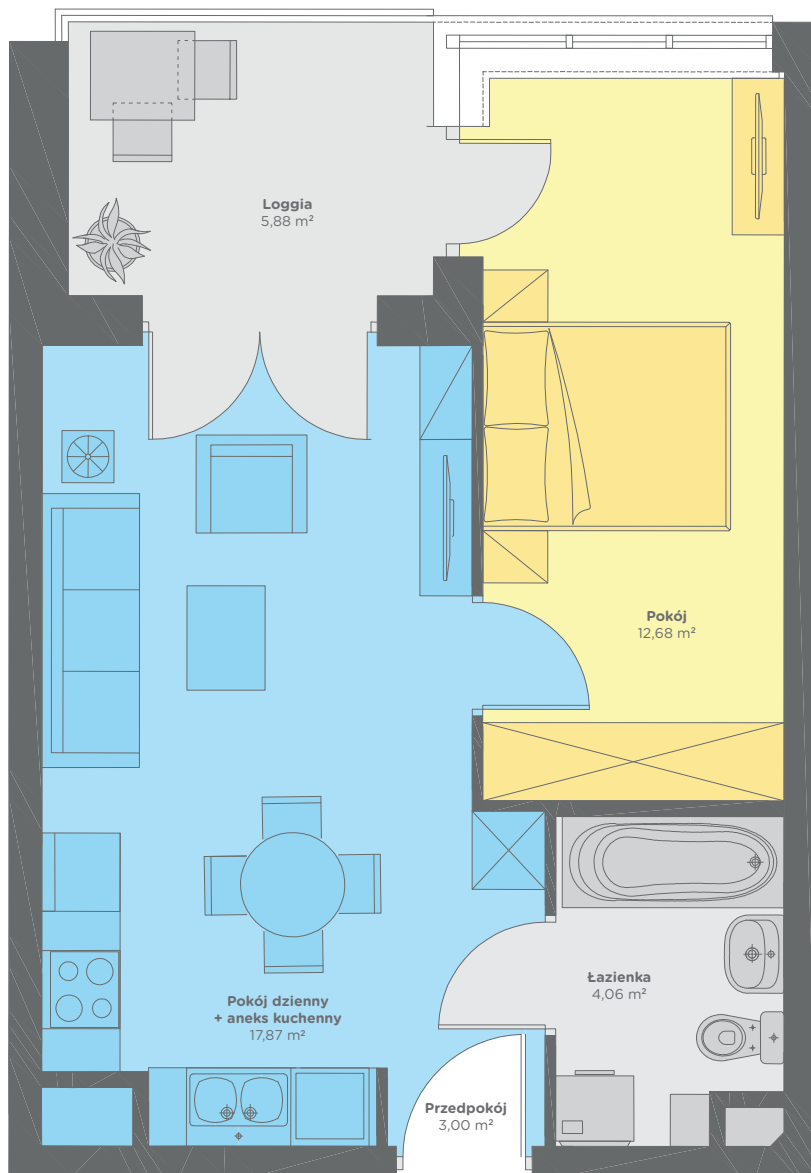 Loggia
5,88 m²
Pokój
12,68 m²
Łazienka
4,06 m²
Pokój dzienny
+ aneks kuchenny
17,87 m²
Przedpokój
3,00 m²